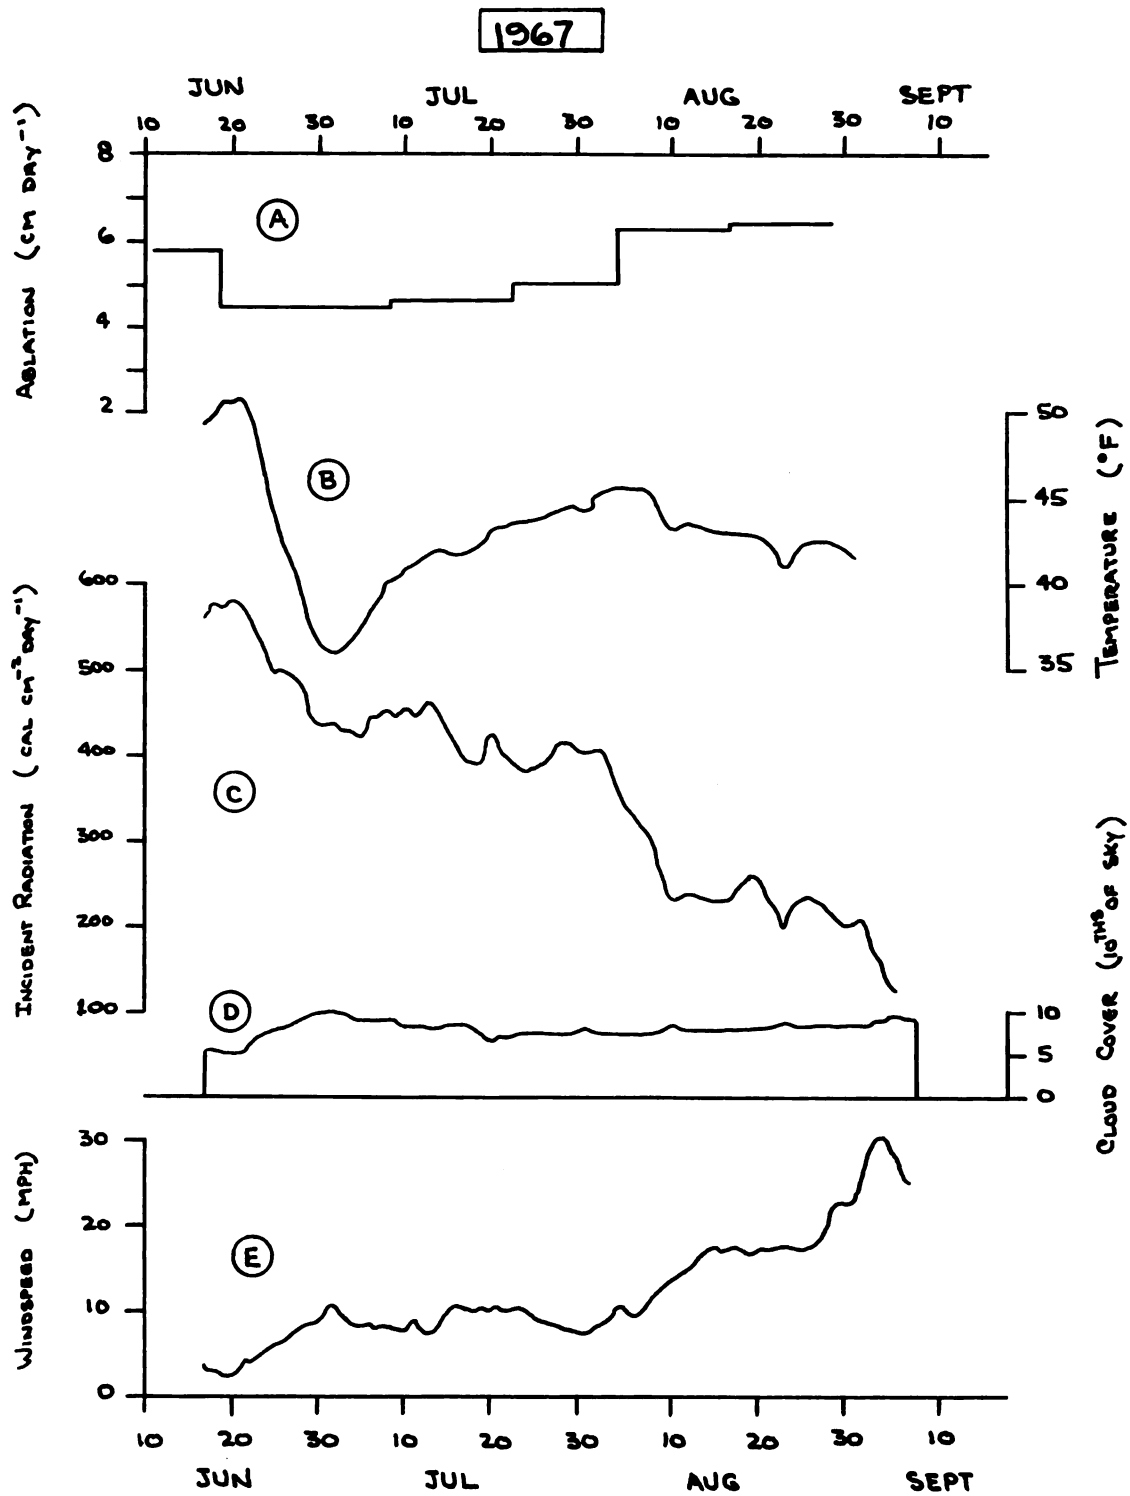 1967
JUN JUL AUG SEPT
10 20 30 10 20 30 10 20 30 10
ABLATION (CM DAY⁻¹)
8
6
4
2
A
B
TEMPERATURE (°F)
50
45
40
35
INCIDENT RADIATION (CAL CM⁻² DAY⁻¹)
600
500
400
300
200
100
C
D
CLOUD COVER (10THS OF SKY)
10
5
0
WINDSPEED (MPH)
30
20
10
0
E
10 20 30 10 20 30 10 20 30 10
JUN JUL AUG SEPT